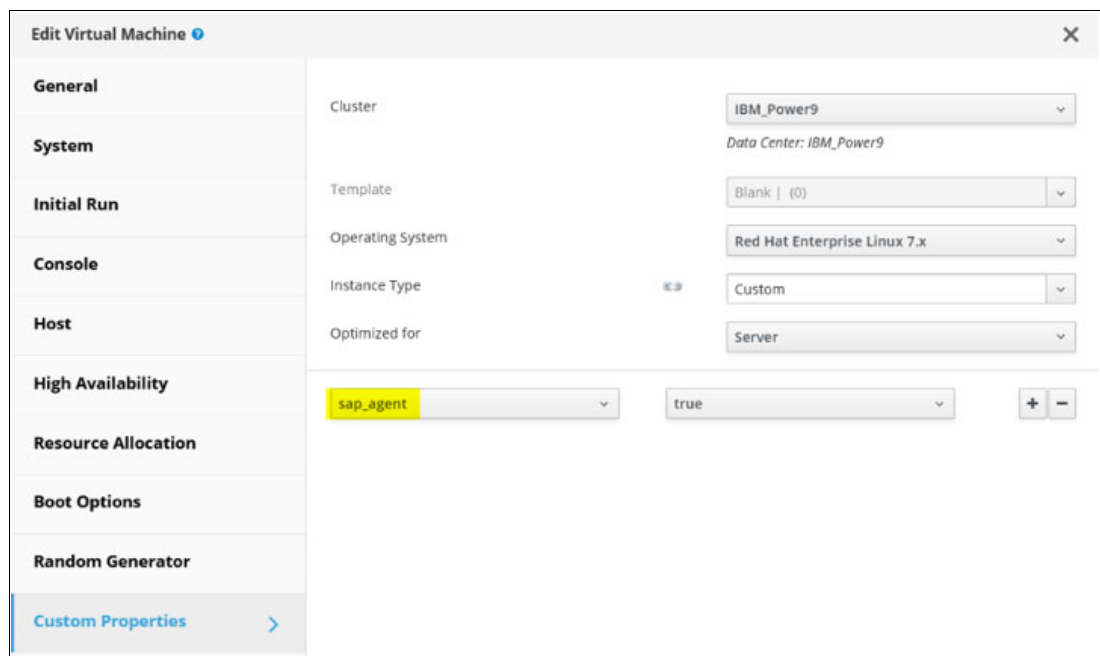 Edit Virtual Machine
General
System
Initial Run
Console
Host
High Availability
Resource Allocation
Boot Options
Random Generator
Custom Properties
Cluster
IBM_Power9
Data Center: IBM_Power9
Template
Blank | (0)
Operating System
Red Hat Enterprise Linux 7.x
Instance Type
Custom
Optimized for
Server
sap_agent
true